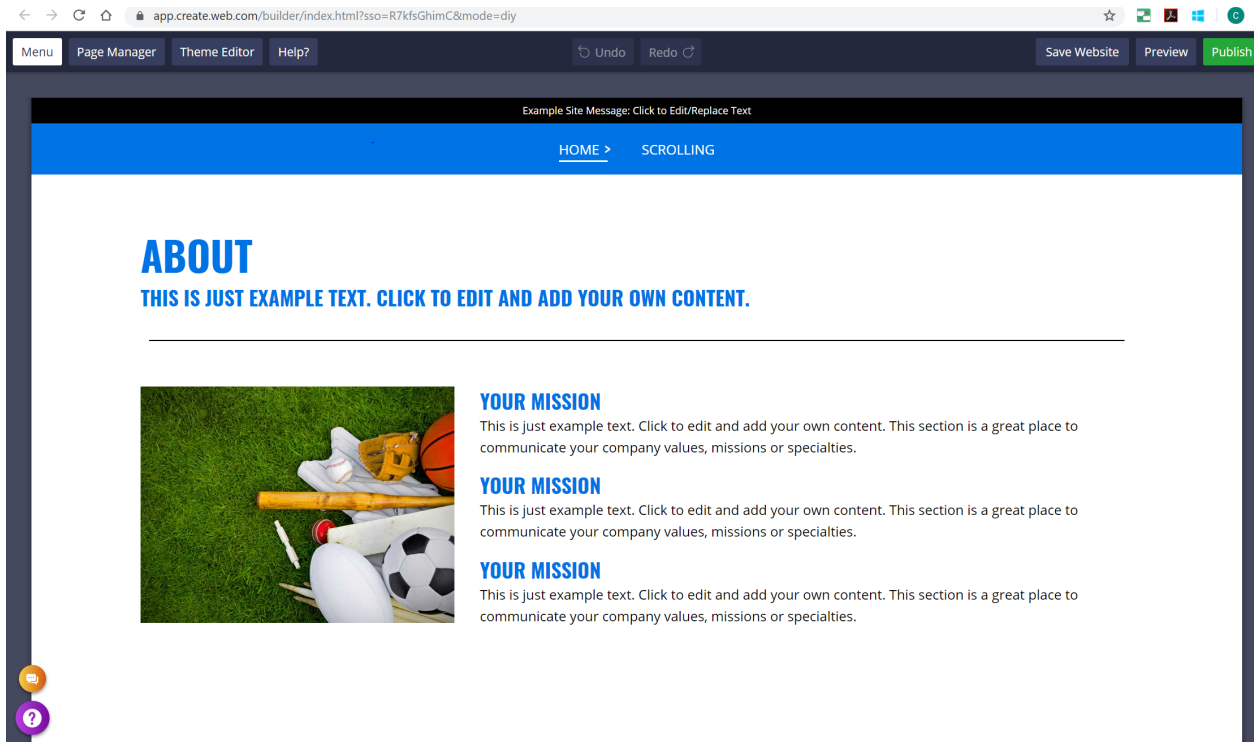 app.create.web.com/builder/index.html?sso=R7kfsGhimC&mode=diy
C
Menu Page Manager Theme Editor Help? Undo Redo Save Website Preview Publish
Example Site Message: Click to Edit/Replace Text
HOME > SCROLLING
ABOUT
THIS IS JUST EXAMPLE TEXT. CLICK TO EDIT AND ADD YOUR OWN CONTENT.
YOUR MISSION
This is just example text. Click to edit and add your own content. This section is a great place to
communicate your company values, missions or specialties.
YOUR MISSION
This is just example text. Click to edit and add your own content. This section is a great place to
communicate your company values, missions or specialties.
YOUR MISSION
This is just example text. Click to edit and add your own content. This section is a great place to
communicate your company values, missions or specialties.
?